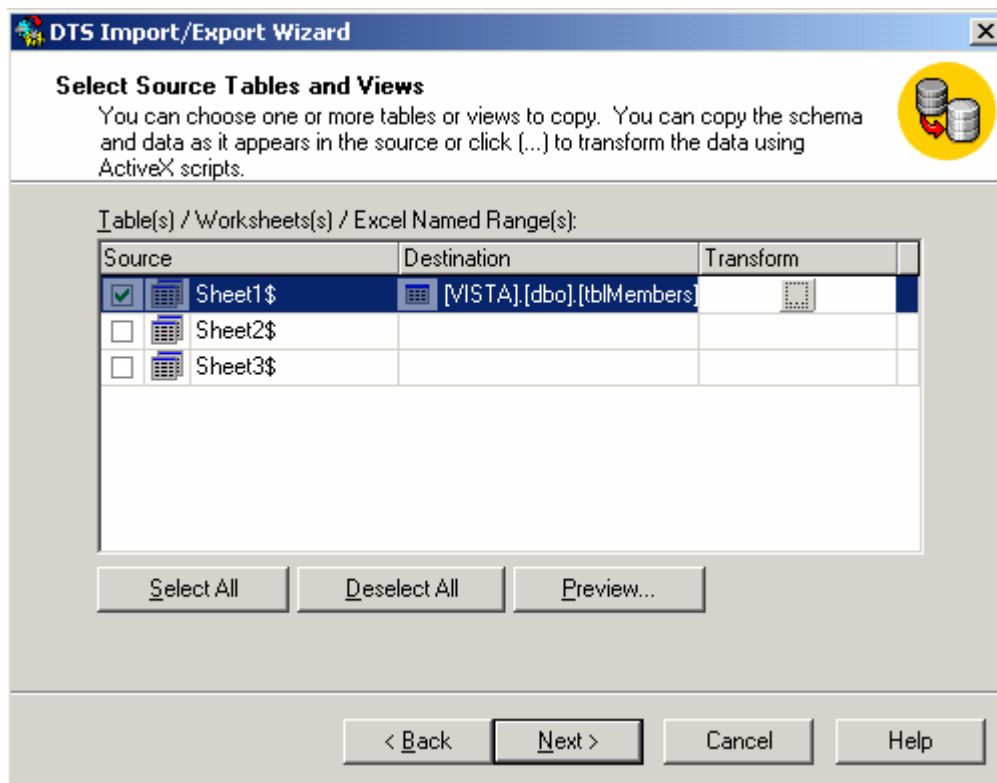 DTS Import/Export Wizard
Select Source Tables and Views
You can choose one or more tables or views to copy. You can copy the schema
and data as it appears in the source or click (...) to transform the data using
ActiveX scripts.
Table(s) / Worksheets(s) / Excel Named Range(s):
Source Destination Transform
Sheet1$ [VISTA].[dbo].[tblMembers] ...
Sheet2$
Sheet3$
Select All Deselect All Preview...
< Back Next > Cancel Help